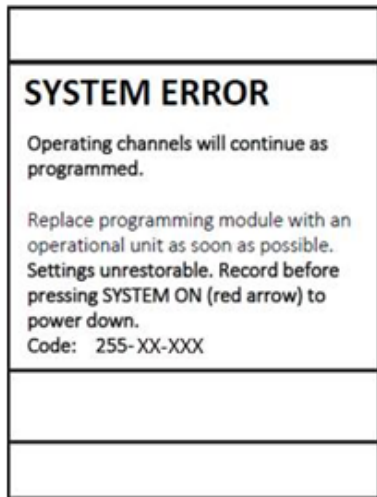 SYSTEM ERROR
Operating channels will continue as
programmed.
Replace programming module with an
operational unit as soon as possible.
Settings unrestorable. Record before
pressing SYSTEM ON (red arrow) to
power down.
Code: 255-XX-XXX